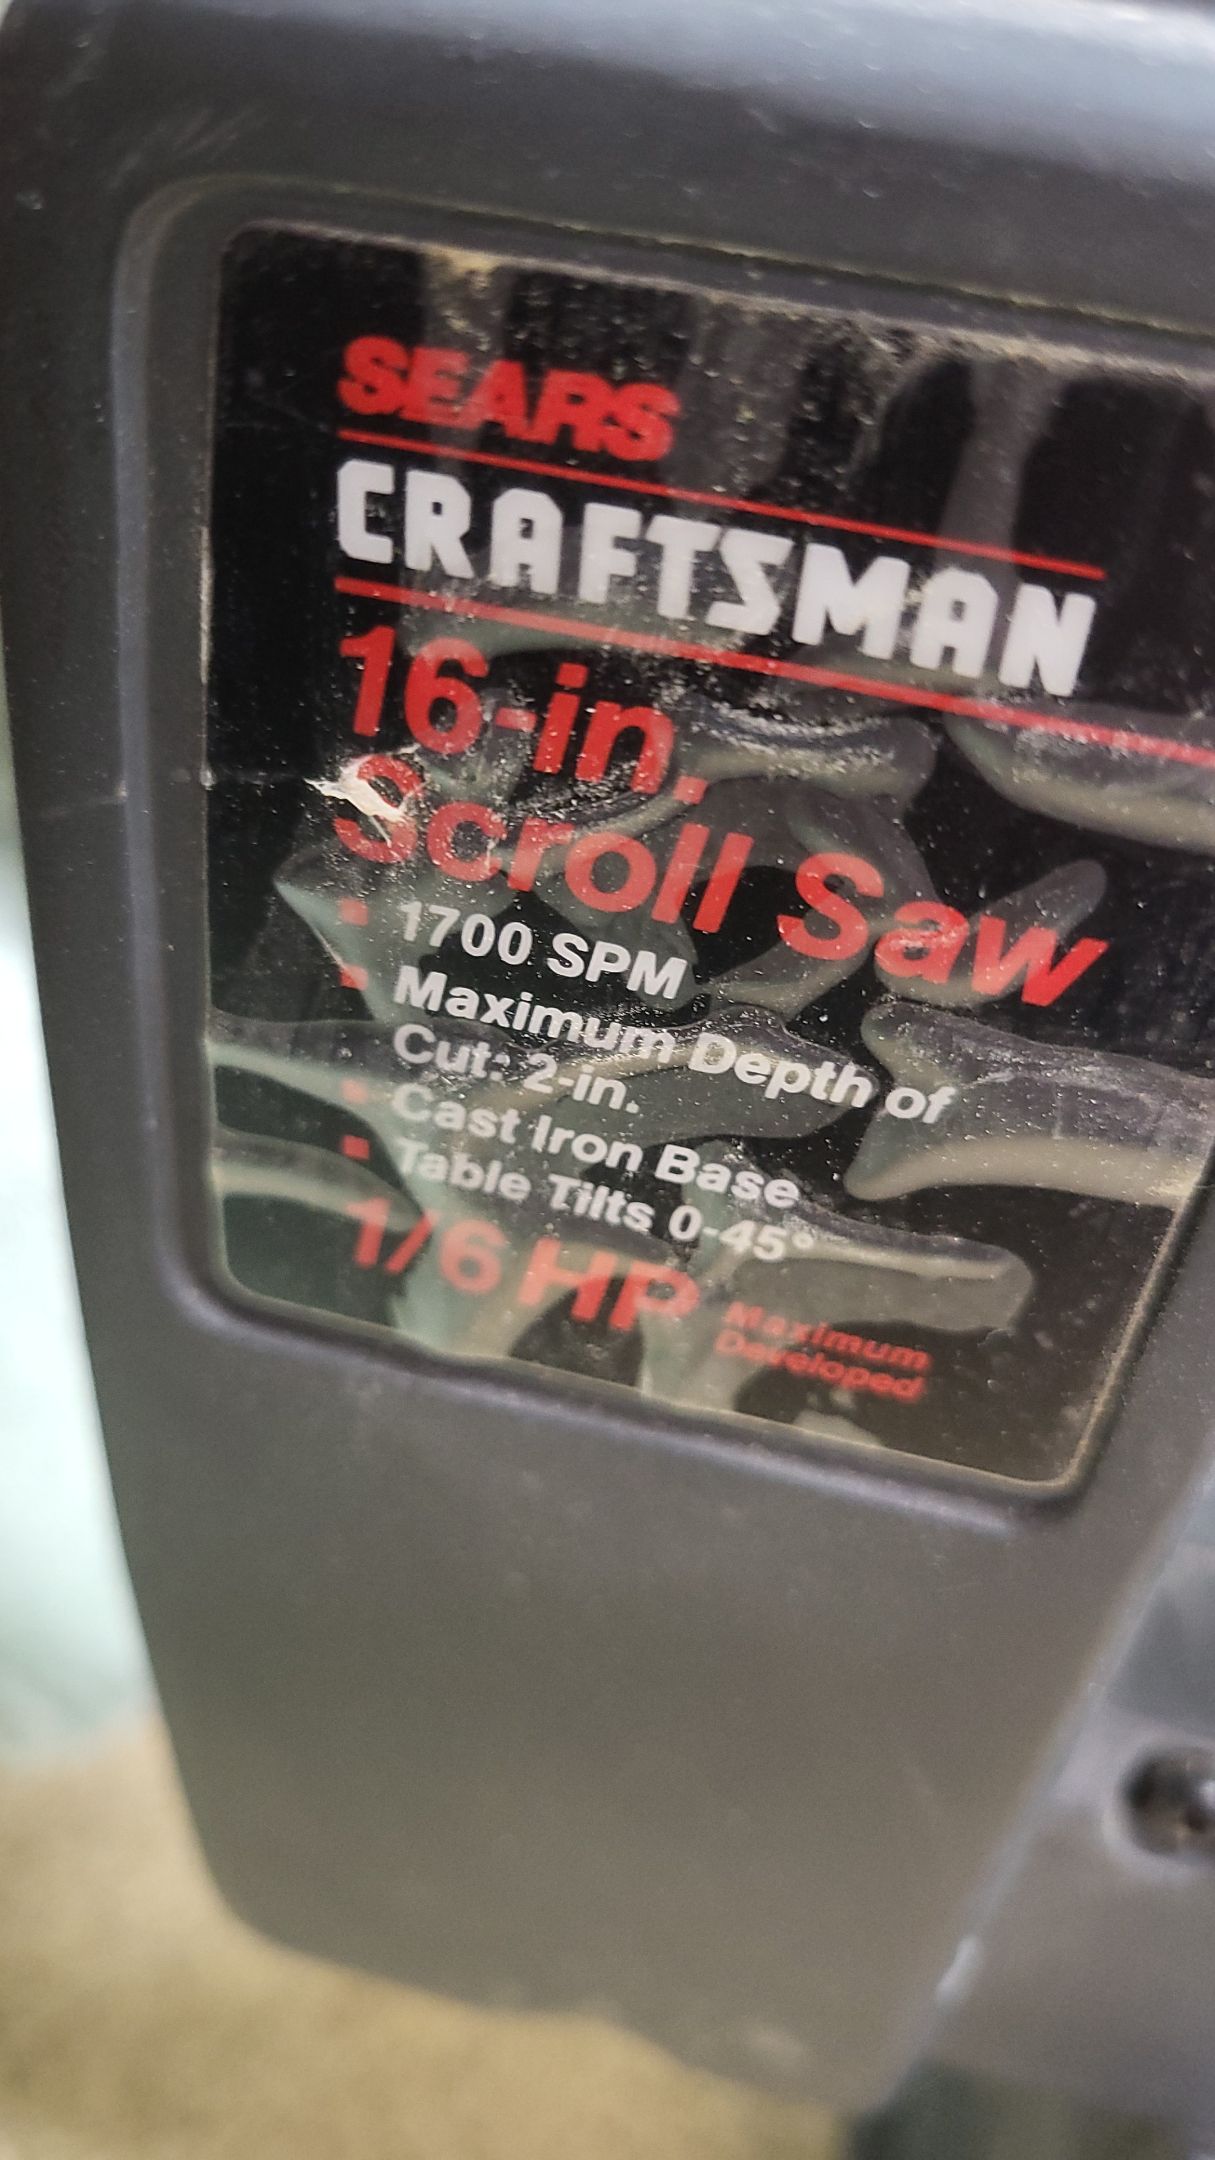 SEARS
CRAFTSMAN
16-in.
Scroll Saw
1700 SPM
Maximum Depth of
Cut: 2-in.
Cast Iron Base
Table Tilts 0-45°
1/6 HP Maximum
Developed